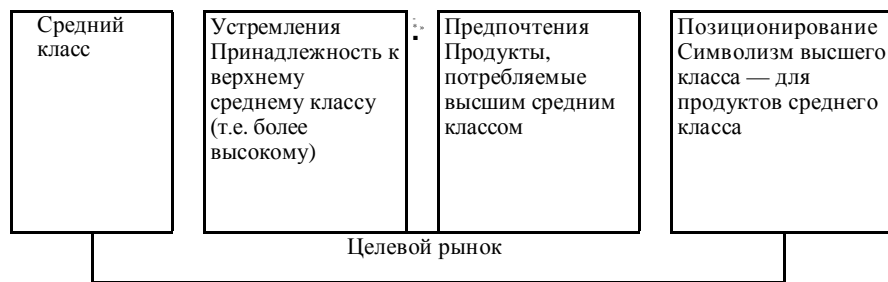 Средний
класс
Устремления
Принадлежность к
верхнему
среднему классу
(т.е. более
высокому)
Предпочтения
Продукты,
потребляемые
высшим средним
классом
Позиционирование
Символизм высшего
класса — для
продуктов среднего
класса
Целевой рынок